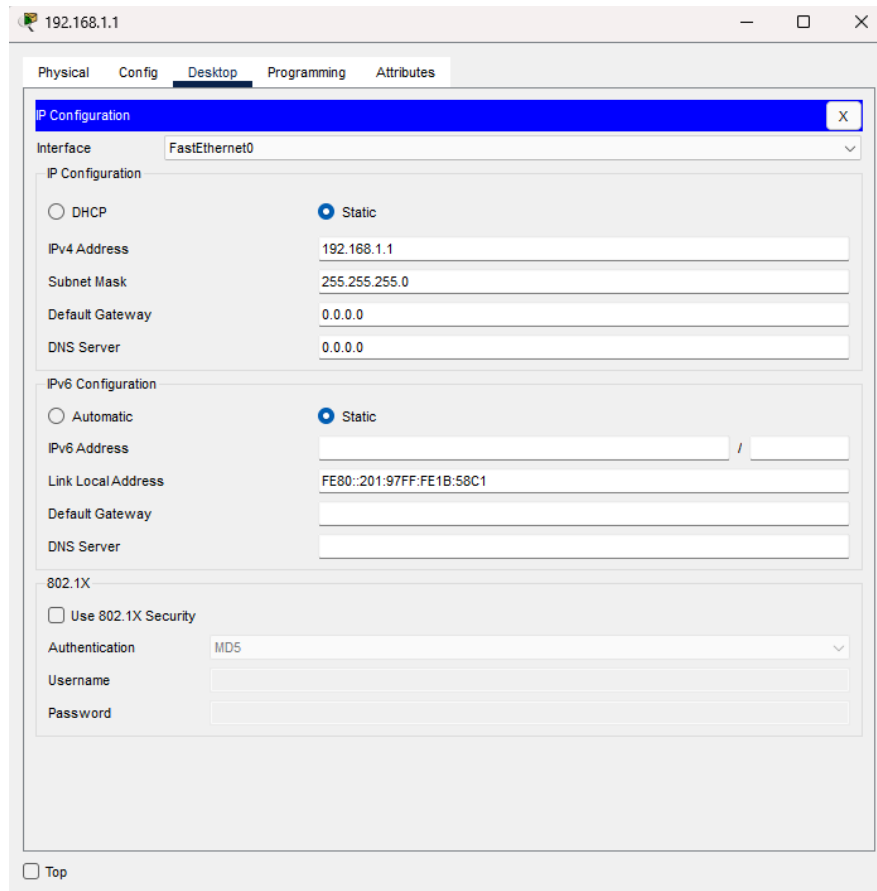 192.168.1.1
Physical Config Desktop Programming Attributes
IP Configuration X
Interface FastEthernet0
IP Configuration
DHCP Static
IPv4 Address 192.168.1.1
Subnet Mask 255.255.255.0
Default Gateway 0.0.0.0
DNS Server 0.0.0.0
IPv6 Configuration
Automatic Static
IPv6 Address /
Link Local Address FE80::201:97FF:FE1B:58C1
Default Gateway
DNS Server
802.1X
Use 802.1X Security
Authentication MD5
Username
Password
Top